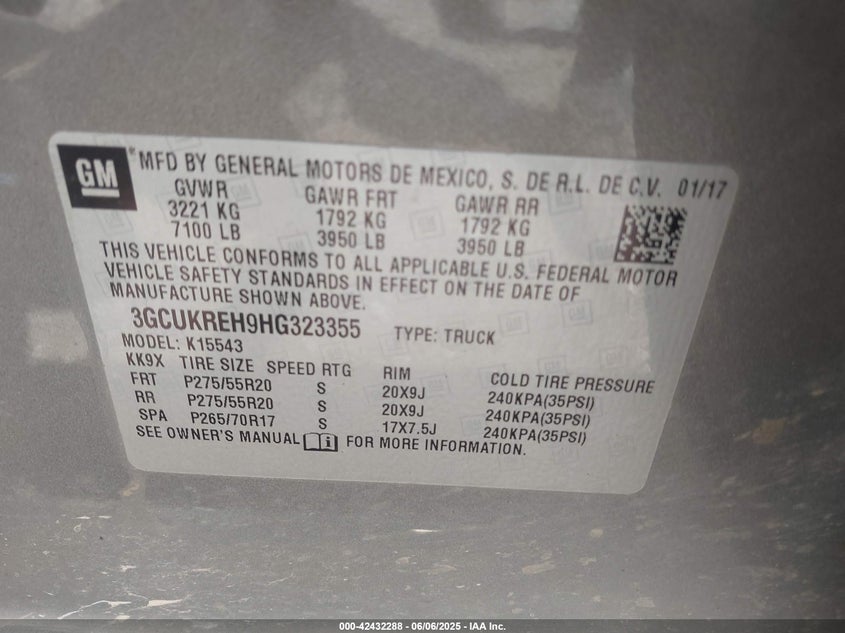 GM ® MFD BY GENERAL MOTORS DE MEXICO, S. DE R.L. DE C.V. 01/17
GVWR GAWR FRT GAWR RR
3221 KG 1792 KG 1792 KG
7100 LB 3950 LB 3950 LB
THIS VEHICLE CONFORMS TO ALL APPLICABLE U.S. FEDERAL MOTOR
VEHICLE SAFETY STANDARDS IN EFFECT ON THE DATE OF
MANUFACTURE SHOWN ABOVE.
3GCUKREH9HG323355 TYPE: TRUCK
MODEL: K15543
KK9X TIRE SIZE SPEED RTG RIM COLD TIRE PRESSURE
FRT P275/55R20 S 20X9J 240KPA(35PSI)
RR P275/55R20 S 20X9J 240KPA(35PSI)
SPA P265/70R17 S 17X7.5J 240KPA(35PSI)
SEE OWNER'S MANUAL FOR MORE INFORMATION.
000-42432288 - 06/06/2025 - IAA Inc.